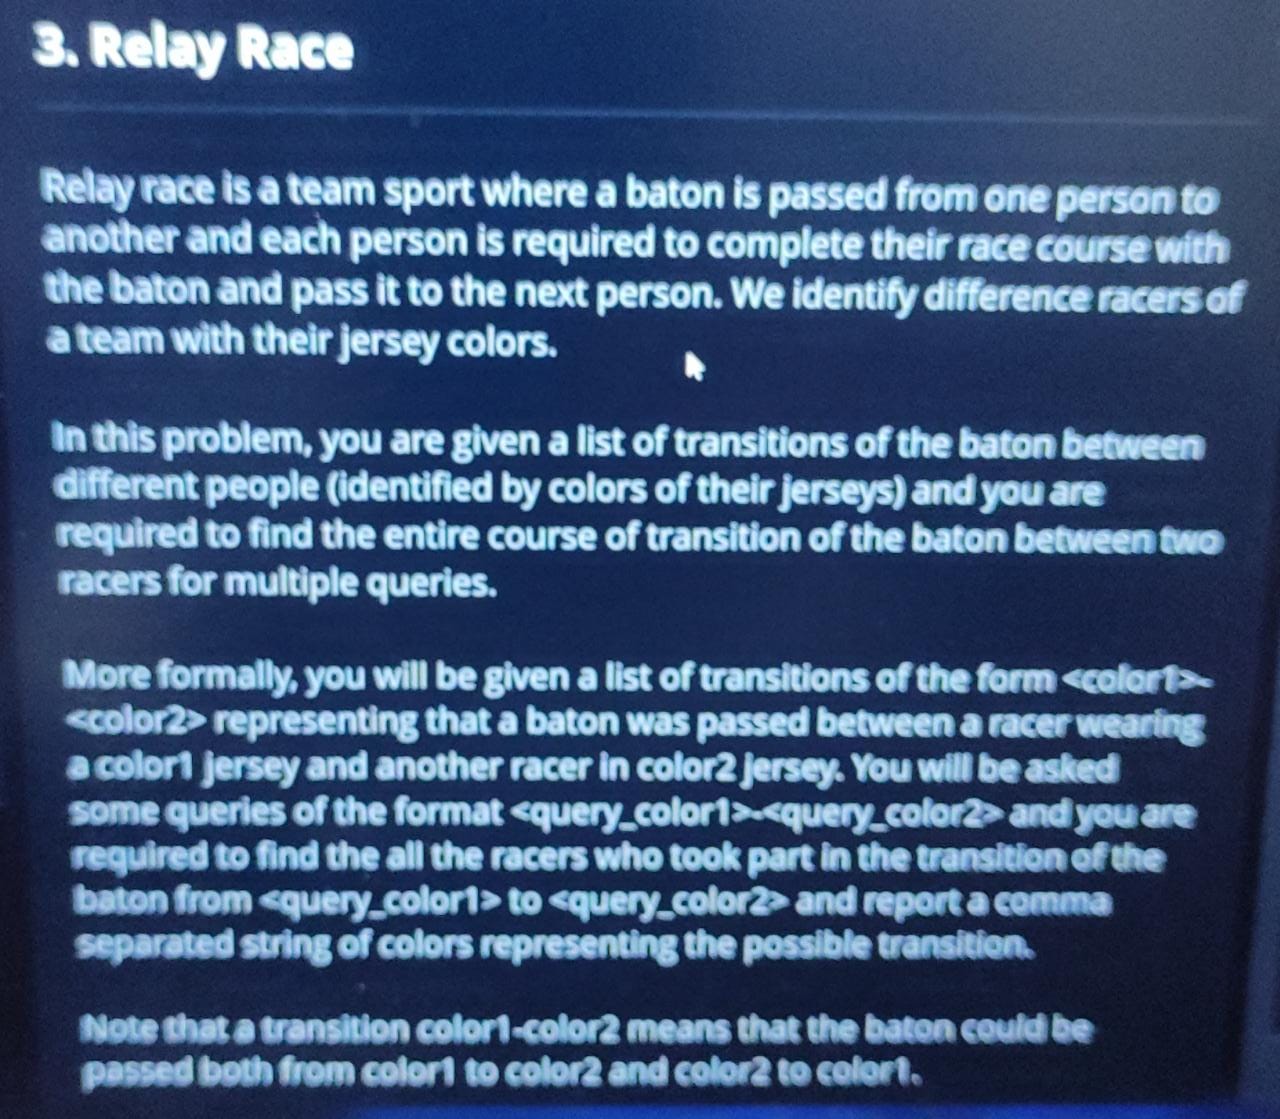 3. Relay Race
Relay race is a team sport where a baton is passed from one person to
another and each person is required to complete their race course with
the baton and pass it to the next person. We identify difference racers of
a team with their jersey colors.
In this problem, you are given a list of transitions of the baton between
different people (identified by colors of their jerseys) and you are
required to find the entire course of transition of the baton between two
racers for multiple queries.
More formally, you will be given a list of transitions of the form <color1>-
<color2> representing that a baton was passed between a racer wearing
a color1 jersey and another racer in color2 jersey. You will be asked
some queries of the format <query_color1>-<query_color2> and you are
required to find the all the racers who took part in the transition of the
baton from <query_color1> to <query_color2> and report a comma
separated string of colors representing the possible transition.
Note that a transition color1-color2 means that the baton could be
passed both from color1 to color2 and color2 to color1.